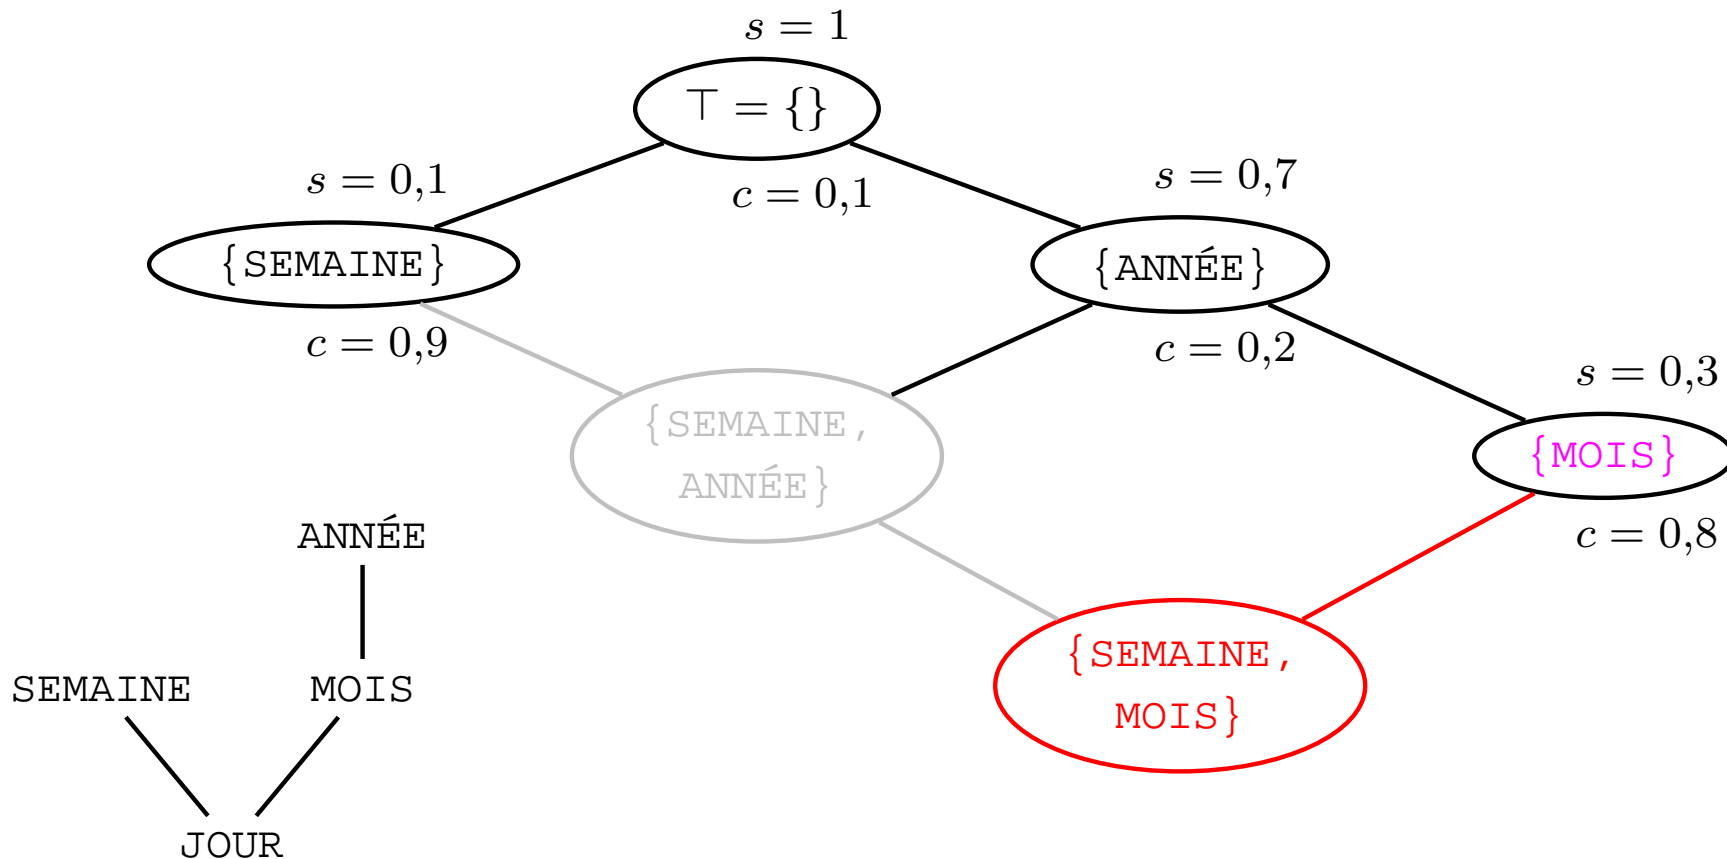 s = 1
⊤ = {}
s = 0,1
c = 0,1
s = 0,7
{SEMAINE}
{ANNÉE}
c = 0,9
c = 0,2
s = 0,3
{SEMAINE,
ANNÉE}
{MOIS}
c = 0,8
ANNÉE
SEMAINE
MOIS
JOUR
{SEMAINE,
MOIS}